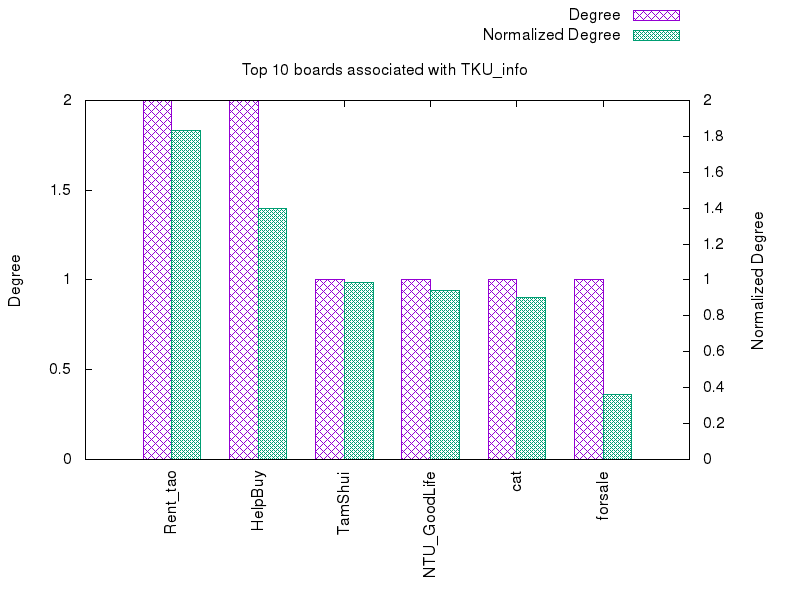 Degree
Normalized Degree
Top 10 boards associated with TKU_info
2
1.5
1
0.5
0
2
1.8
1.6
1.4
1.2
1
0.8
0.6
0.4
0.2
0
Degree
Normalized Degree
Rent_tao
HelpBuy
TamShui
NTU_GoodLife
cat
forsale